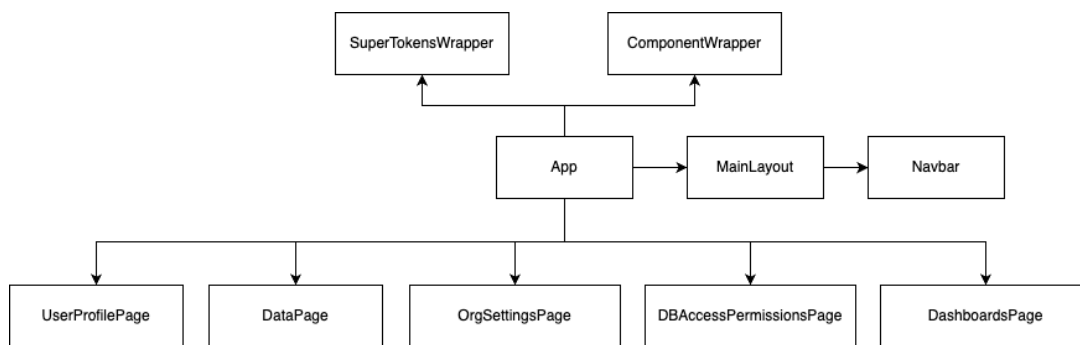 SuperTokensWrapper
ComponentWrapper
App
MainLayout
Navbar
UserProfilePage
DataPage
OrgSettingsPage
DBAccessPermissionsPage
DashboardsPage